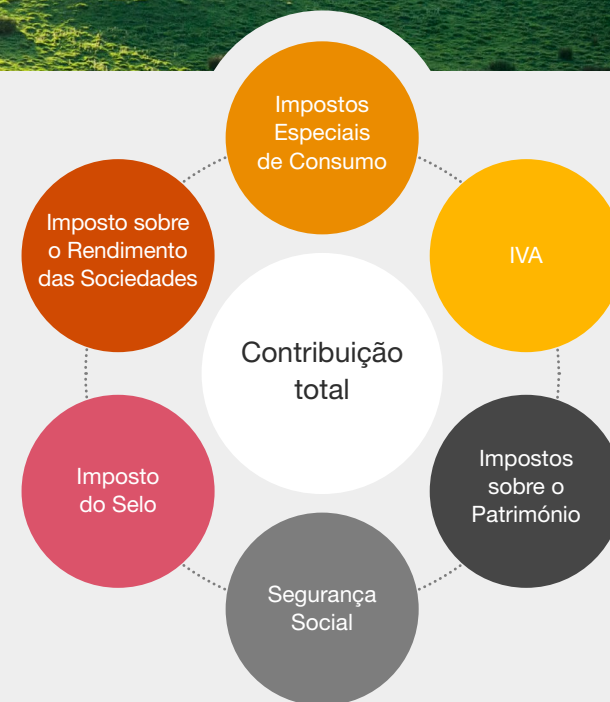 Impostos
Especiais
de Consumo
Imposto sobre
o Rendimento
das Sociedades
IVA
Contribuição
total
Imposto
do Selo
Impostos
sobre o
Património
Segurança
Social